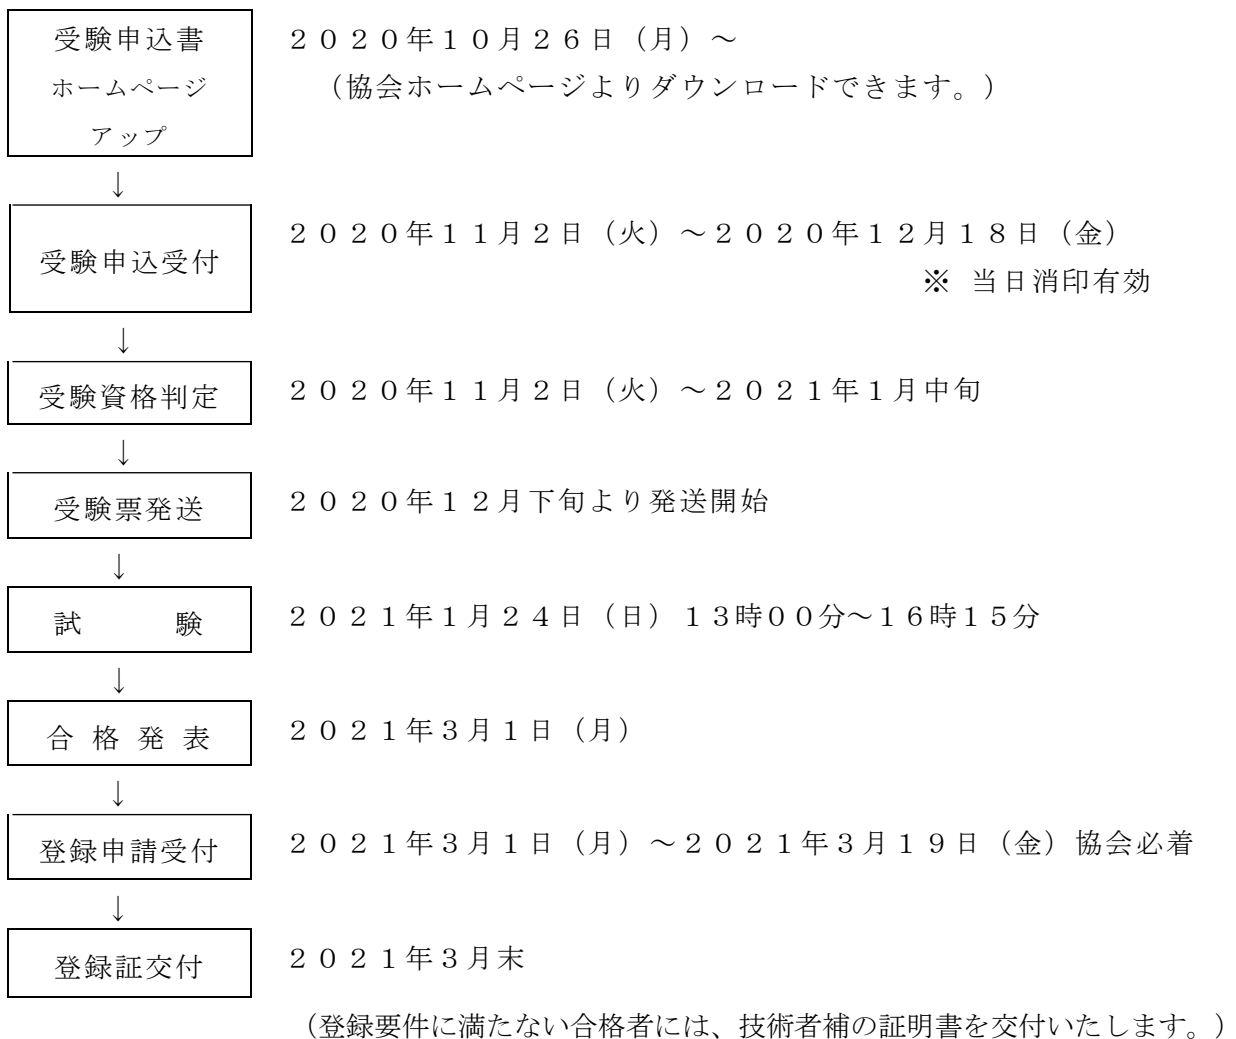 受験申込書
ホームページ
アップ
２０２０年１０月２６日（月）～
（協会ホームページよりダウンロードできます。）
↓
受験申込受付
２０２０年１１月２日（火）～２０２０年１２月１８日（金）
※ 当日消印有効
↓
受験資格判定
２０２０年１１月２日（火）～２０２１年１月中旬
↓
受験票発送
２０２０年１２月下旬より発送開始
↓
試　　験
２０２１年１月２４日（日）１３時００分～１６時１５分
↓
合 格 発 表
２０２１年３月１日（月）
↓
登録申請受付
２０２１年３月１日（月）～２０２１年３月１９日（金）協会必着
↓
登録証交付
２０２１年３月末
（登録要件に満たない合格者には、技術者補の証明書を交付いたします。）